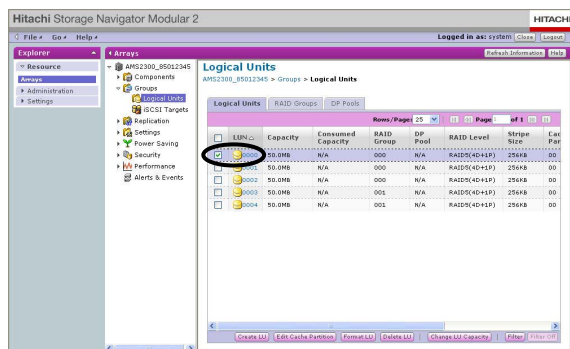 Hitachi Storage Navigator Modular 2
HITACHI
File Go Help
Logged in as: system Close Logout
Explorer
Arrays
Refresh Information Help
Resource
Arrays
Administration
Settings
AMS2300_85012345
Components
Groups
Logical Units
iSCSI Targets
Replication
Settings
Power Saving
Security
Performance
Alerts & Events
Logical Units
AMS2300_85012345 > Groups > Logical Units
Logical Units RAID Groups DP Pools
Rows/Page: 25 Page 1 of 1
LUN Capacity Consumed Capacity RAID Group DP Pool RAID Level Stripe Size Cac Par
0000 50.0MB N/A 000 N/A RAID5(4D+1P) 256KB 00
0001 50.0MB N/A 000 N/A RAID5(4D+1P) 256KB 00
0002 50.0MB N/A 000 N/A RAID5(4D+1P) 256KB 00
0003 50.0MB N/A 001 N/A RAID5(4D+1P) 256KB 00
0004 50.0MB N/A 001 N/A RAID5(4D+1P) 256KB 00
Create LU Edit Cache Partition Format LU Delete LU Change LU Capacity Filter Filter Off